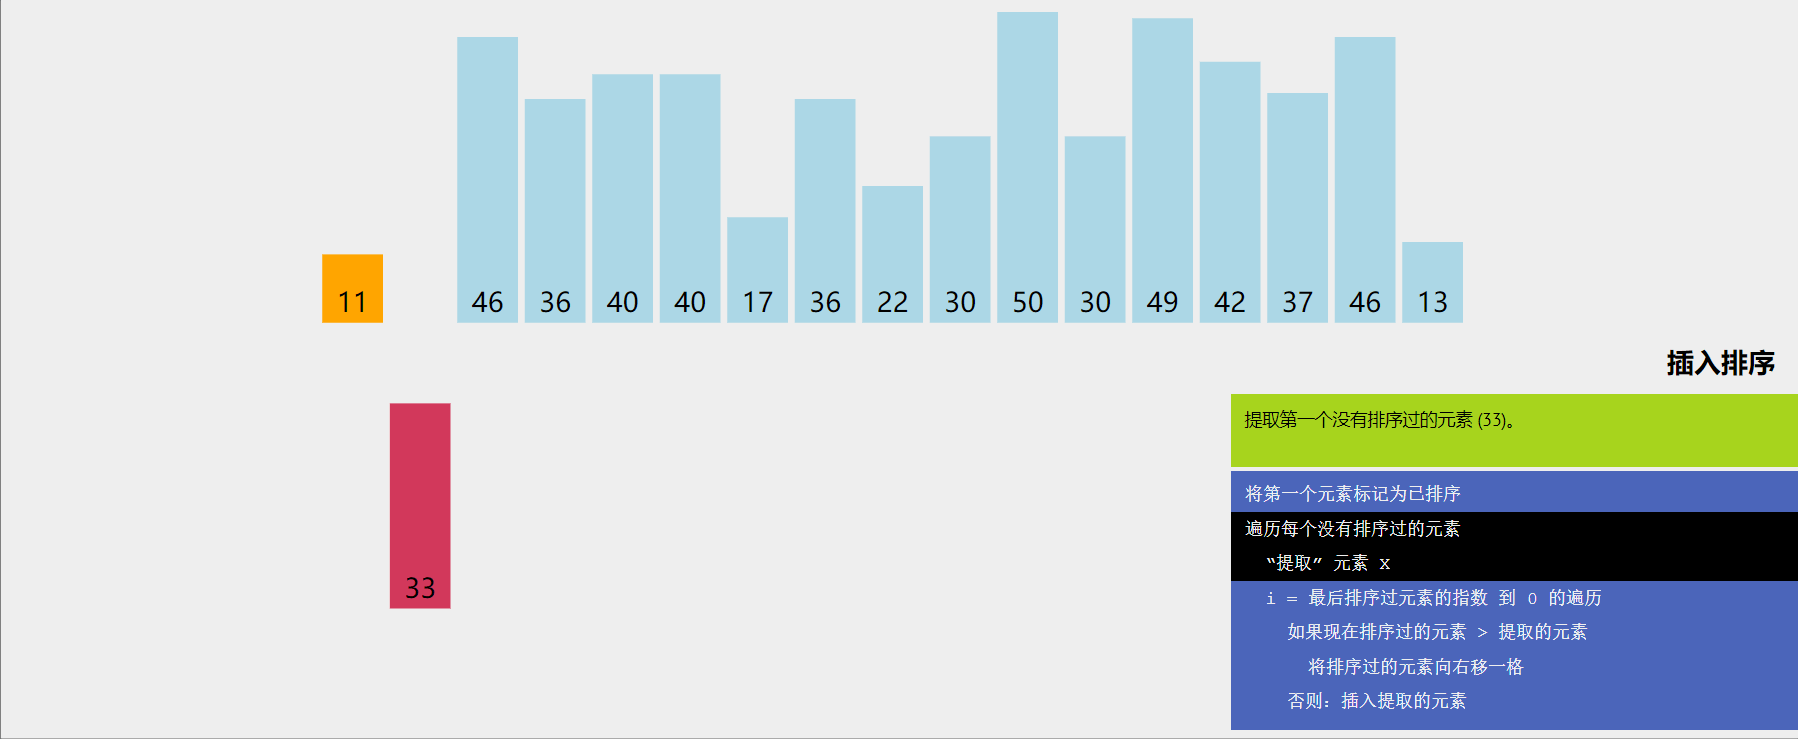 11 46 36 40 40 17 36 22 30 50 30 49 42 37 46 13
33
插入排序
提取第一个没有排序过的元素 (33)。
将第一个元素标记为已排序
遍历每个没有排序过的元素
“提取” 元素 X
i = 最后排序过元素的指数 到 0 的遍历
如果现在排序过的元素 > 提取的元素
将排序过的元素向右移一格
否则: 插入提取的元素